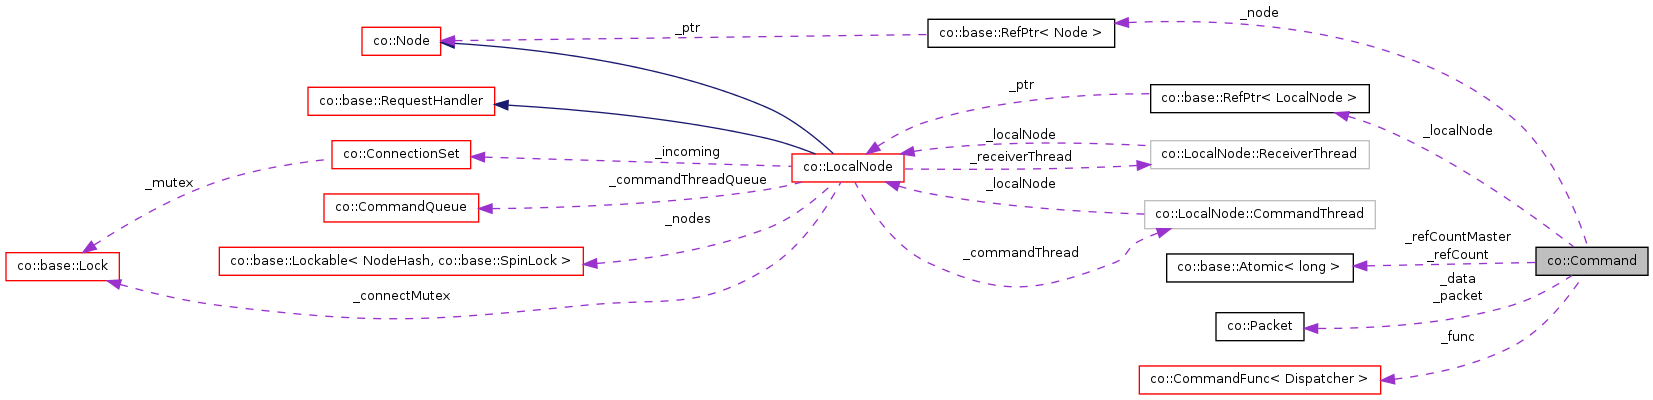 _node
co::Node
_ptr
co::base::RefPtr< Node >
_ptr
co::base::RefPtr< LocalNode >
co::base::RequestHandler
_localNode
_localNode
co::ConnectionSet
_incoming
co::LocalNode
_receiverThread
co::LocalNode::ReceiverThread
_mutex
_commandThreadQueue
_localNode
co::CommandQueue
_nodes
co::LocalNode::CommandThread
_refCountMaster
_refCount
co::base::Lock
co::base::Lockable< NodeHash, co::base::SpinLock >
_commandThread
co::base::Atomic< long >
co::Command
_data
_packet
_connectMutex
co::Packet
_func
co::CommandFunc< Dispatcher >